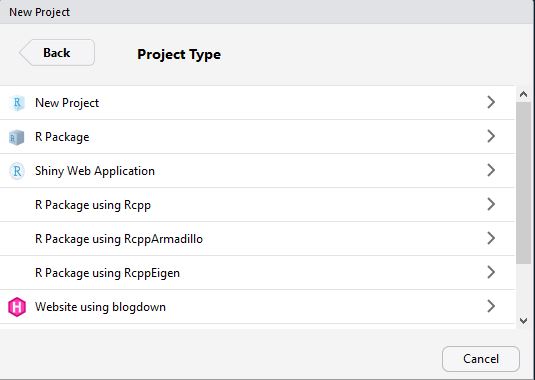 New Project
Back
Project Type
R New Project
R R Package
R Shiny Web Application
R Package using Rcpp
R Package using RcppArmadillo
R Package using RcppEigen
H Website using blogdown
Cancel